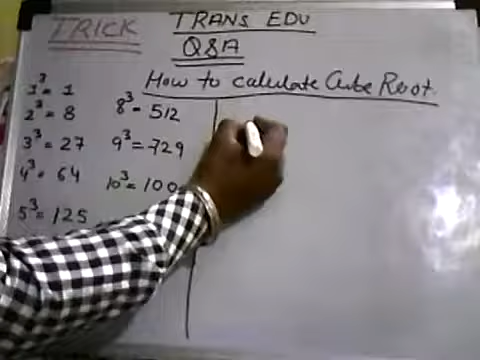 TRICK
TRANS EDU
Q&A
How to calculate Cube Root
1³ = 1
2³ = 8
3³ = 27
4³ = 64
5³ = 125
8³ = 512
9³ = 729
10³ = 100